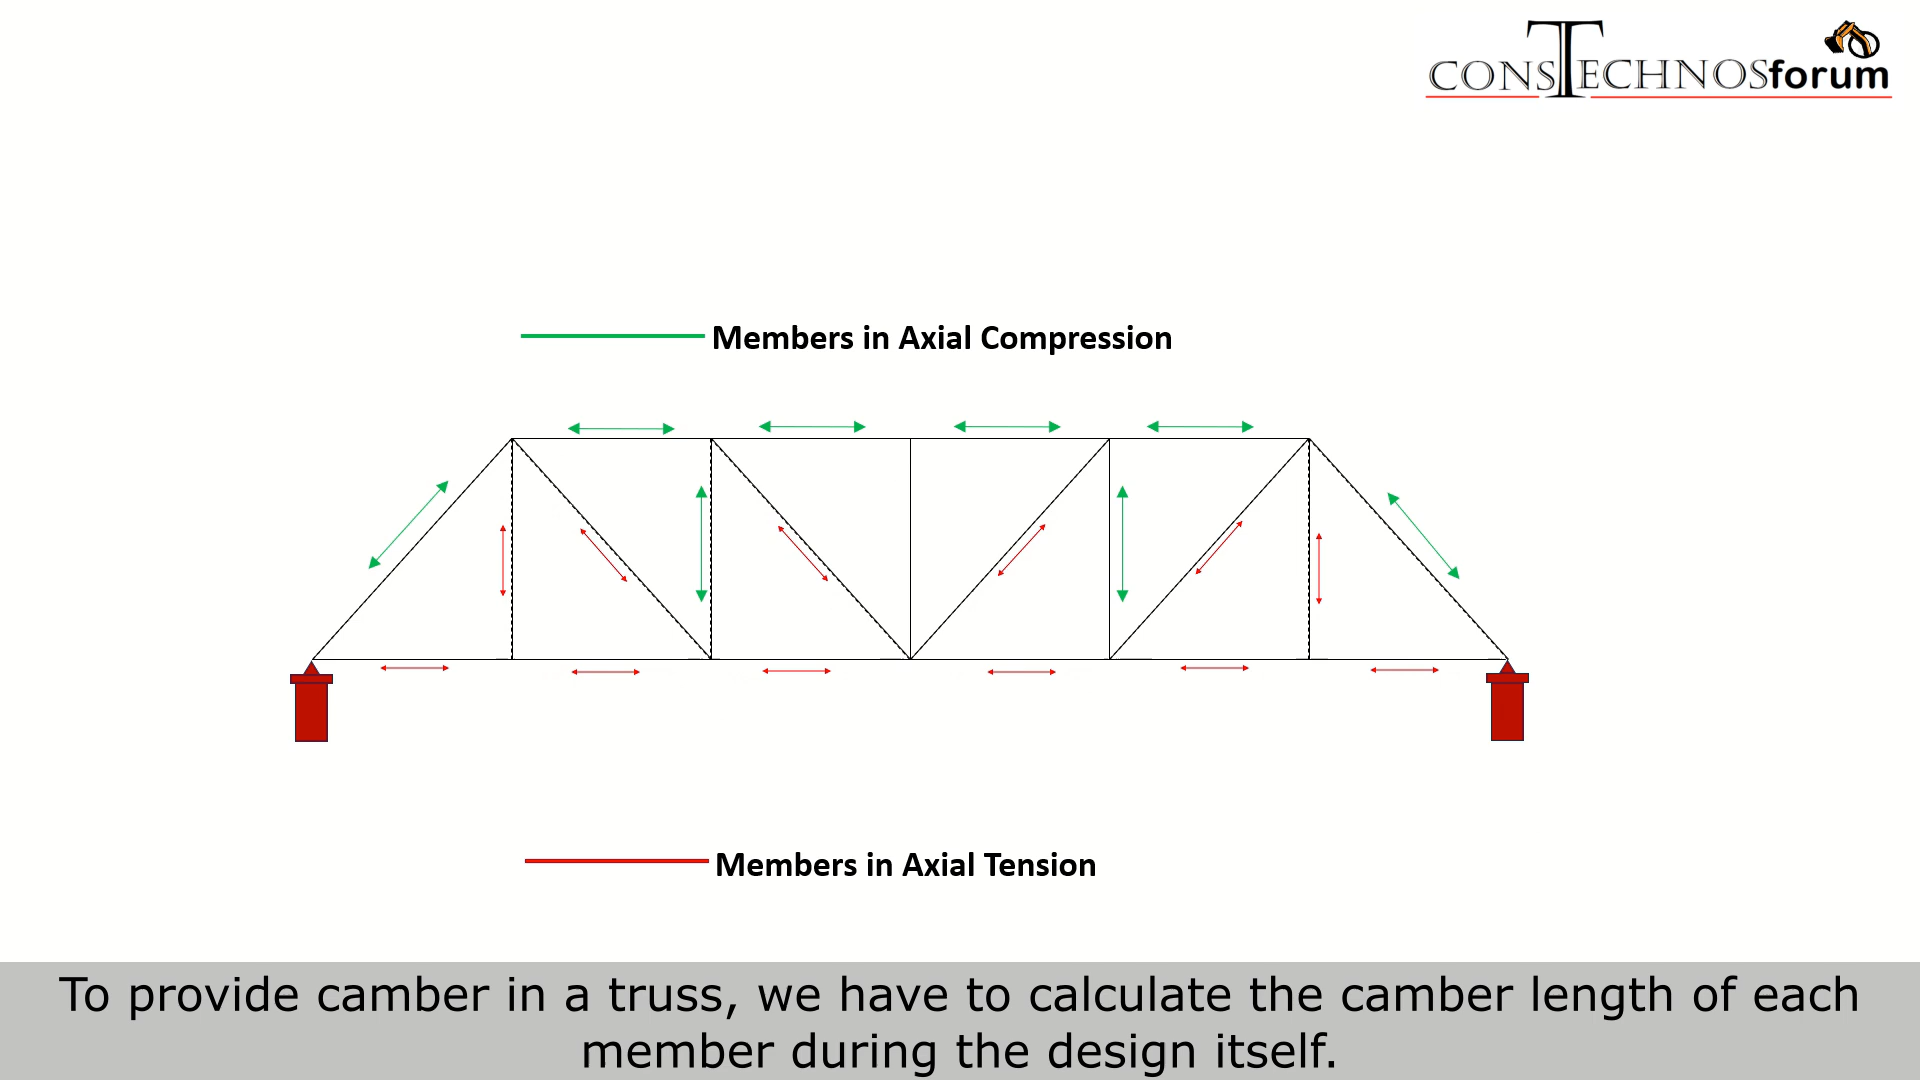 CONSTECHNOSforum
Members in Axial Compression
Members in Axial Tension
To provide camber in a truss, we have to calculate the camber length of each
member during the design itself.